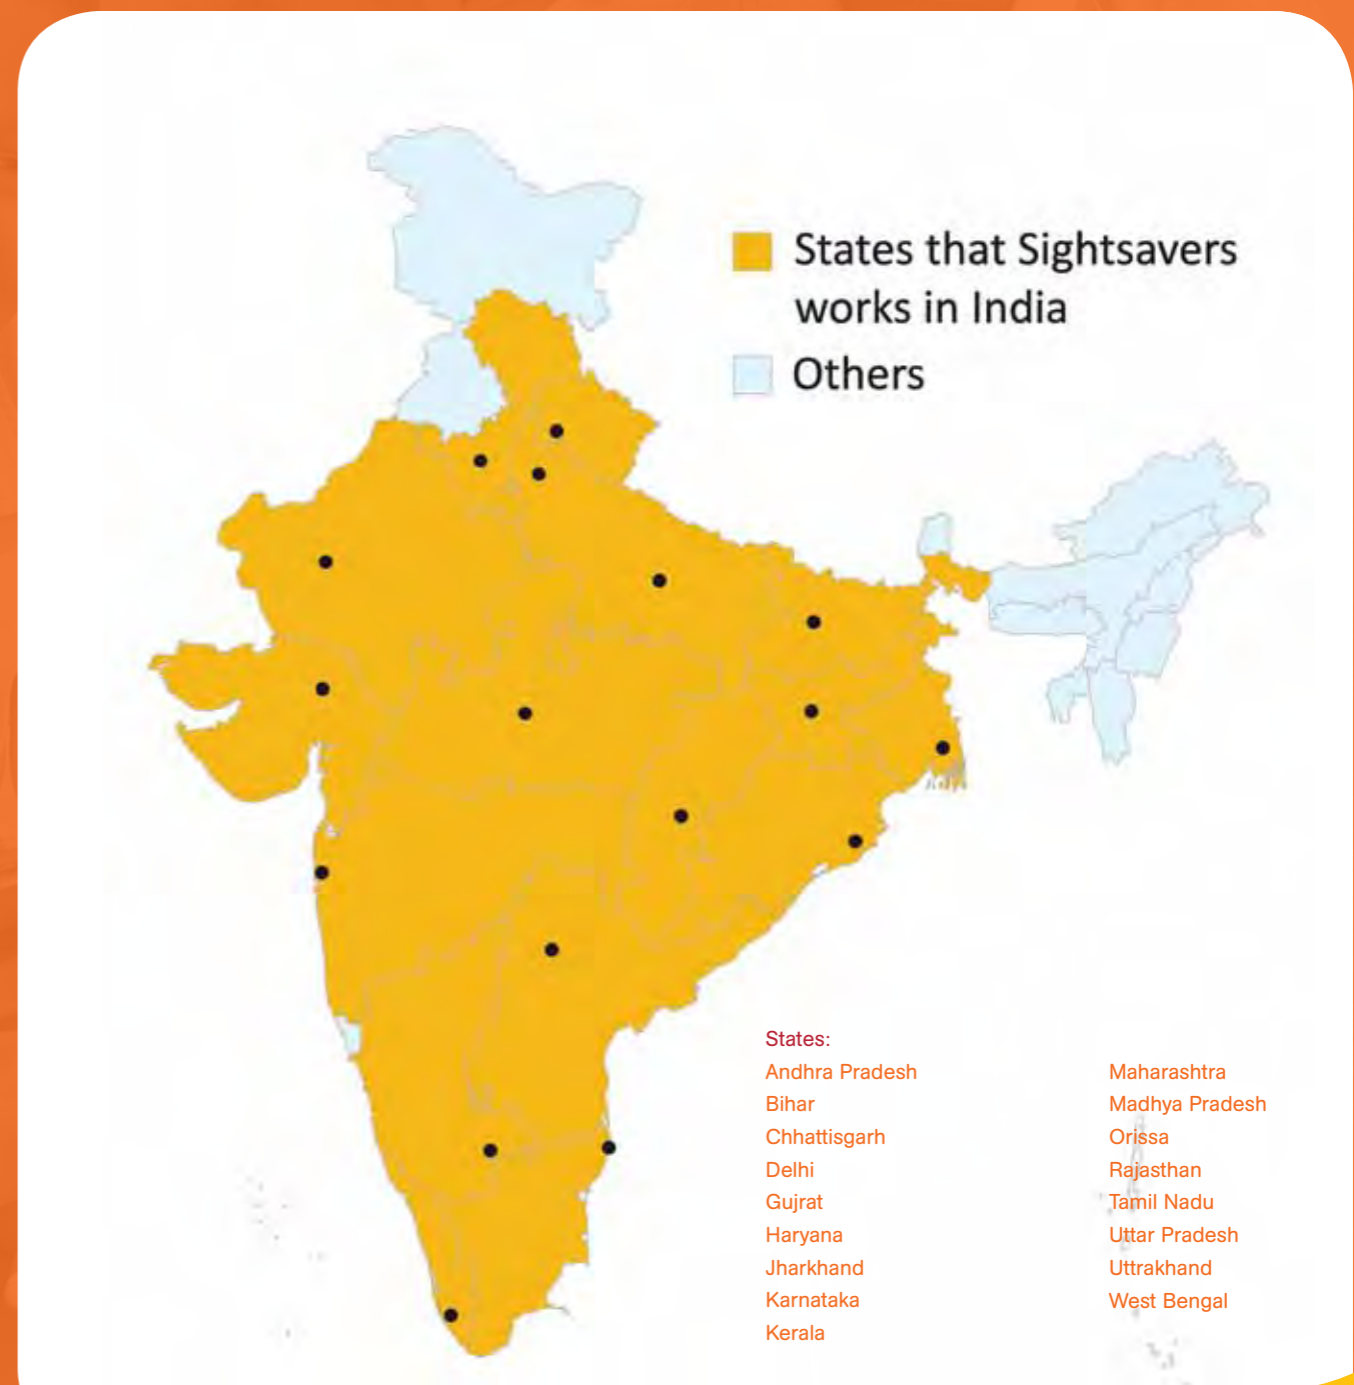 States that Sightsavers
works in India
Others
States:
Andhra Pradesh
Bihar
Chhattisgarh
Delhi
Gujrat
Haryana
Jharkhand
Karnataka
Kerala
Maharashtra
Madhya Pradesh
Orissa
Rajasthan
Tamil Nadu
Uttar Pradesh
Uttrakhand
West Bengal